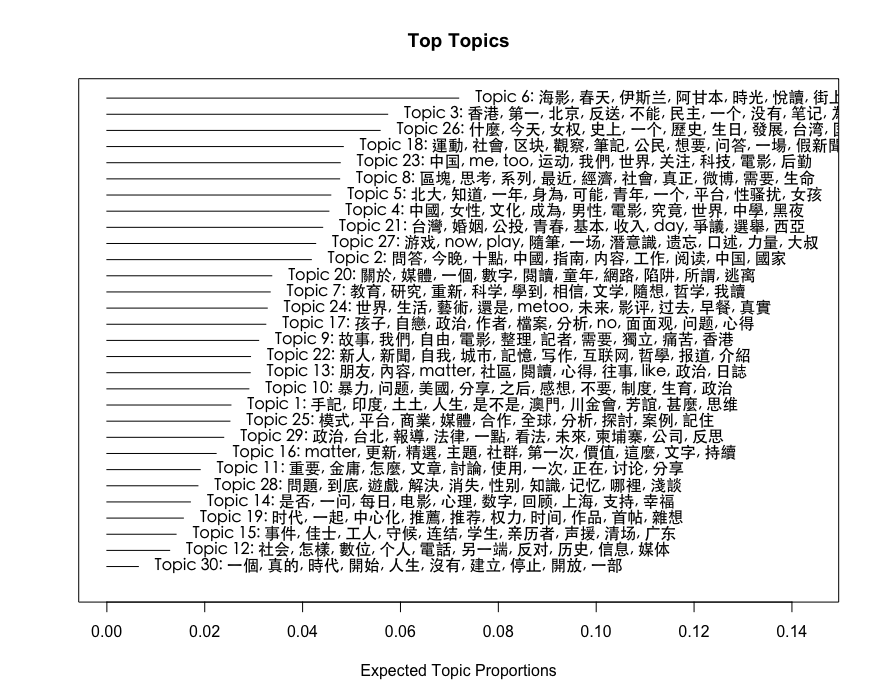 Top Topics
Topic 6: 海影, 春天, 伊斯兰, 阿甘本, 時光, 悅讀, 街上
Topic 3: 香港, 第一, 北京, 反送, 不能, 民主, 一个, 没有, 笔记,
Topic 26: 什麼, 今天, 女权, 史上, 一个, 歷史, 生日, 發展, 台湾,
Topic 18: 運動, 社會, 区块, 觀察, 筆記, 公民, 想要, 问答, 一場, 假新聞
Topic 23: 中国, me, too, 运动, 我們, 世界, 关注, 科技, 電影, 后勤
Topic 8: 區塊, 思考, 系列, 最近, 經濟, 社會, 真正, 微博, 需要, 生命
Topic 5: 北大, 知道, 一年, 身為, 可能, 青年, 一个, 平台, 性骚扰, 女孩
Topic 4: 中國, 女性, 文化, 成為, 男性, 電影, 究竟, 世界, 中學, 黑夜
Topic 21: 台灣, 婚姻, 公投, 青春, 基本, 收入, day, 爭議, 選舉, 西亞
Topic 27: 游戏, now, play, 隨筆, 一场, 潛意識, 遗忘, 口述, 力量, 大叔
Topic 2: 問答, 今晚, 十點, 中國, 指南, 内容, 工作, 阅读, 中国, 國家
Topic 20: 關於, 媒體, 一個, 數字, 閱讀, 童年, 網路, 陷阱, 所謂, 逃离
Topic 7: 教育, 研究, 重新, 科学, 學到, 相信, 文学, 隨想, 哲学, 我讀
Topic 24: 世界, 生活, 藝術, 還是, metoo, 未来, 影评, 过去, 早餐, 真實
Topic 17: 孩子, 自戀, 政治, 作者, 檔案, 分析, no, 面面观, 问题, 心得
Topic 9: 故事, 我們, 自由, 電影, 整理, 記者, 需要, 獨立, 痛苦, 香港
Topic 22: 新人, 新聞, 自我, 城市, 記憶, 写作, 互联网, 哲學, 报道, 介紹
Topic 13: 朋友, 內容, matter, 社區, 閱讀, 心得, 往事, like, 政治, 日誌
Topic 10: 暴力, 问题, 美國, 分享, 之后, 感想, 不要, 制度, 生育, 政治
Topic 1: 手記, 印度, 土土, 人生, 是不是, 澳門, 川金會, 芳誼, 甚麼, 思维
Topic 25: 模式, 平台, 商業, 媒體, 合作, 全球, 分析, 探討, 案例, 記住
Topic 29: 政治, 台北, 報導, 法律, 一點, 看法, 未來, 柬埔寨, 公司, 反思
Topic 16: matter, 更新, 精選, 主題, 社群, 第一次, 價值, 這麼, 文字, 持續
Topic 11: 重要, 金庸, 怎麼, 文章, 討論, 使用, 一次, 正在, 讨论, 分享
Topic 28: 問題, 到底, 遊戲, 解決, 消失, 性别, 知識, 记忆, 哪裡, 淺談
Topic 14: 是否, 一问, 每日, 电影, 心理, 数字, 回顾, 上海, 支持, 幸福
Topic 19: 时代, 一起, 中心化, 推薦, 推荐, 权力, 时间, 作品, 首帖, 雜想
Topic 15: 事件, 佳士, 工人, 守候, 连结, 学生, 亲历者, 声援, 清场, 广东
Topic 12: 社会, 怎樣, 數位, 个人, 電話, 另一端, 反对, 历史, 信息, 媒体
Topic 30: 一個, 真的, 時代, 開始, 人生, 沒有, 建立, 停止, 開放, 一部
0.00 0.02 0.04 0.06 0.08 0.10 0.12 0.14
Expected Topic Proportions